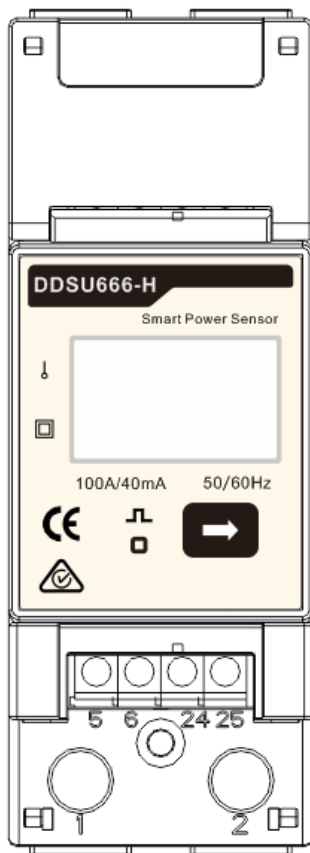 DDSU666-H
Smart Power Sensor
100A/40mA 50/60Hz
CE
5 6 24 25
1 2